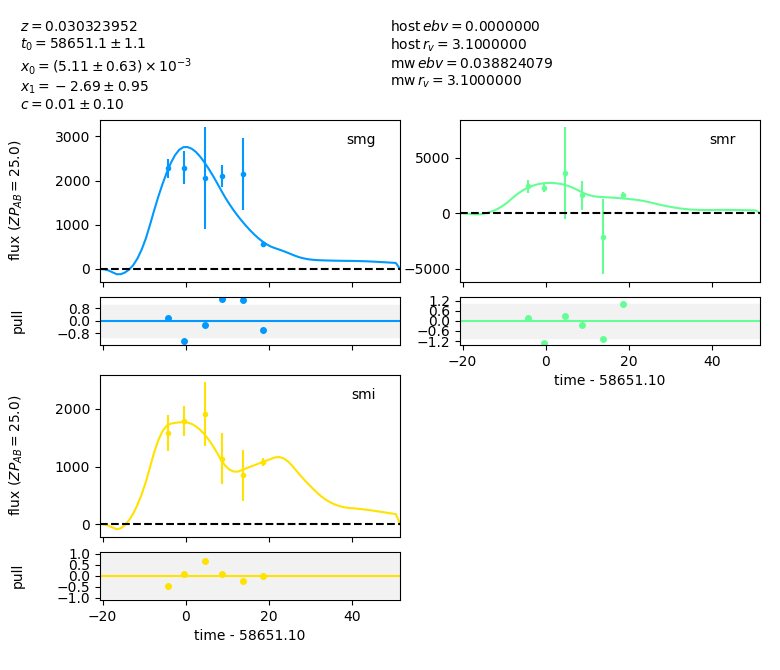 z = 0.030323952
t₀ = 58651.1 ± 1.1
x₀ = (5.11 ± 0.63) × 10⁻³
x₁ = −2.69 ± 0.95
c = 0.01 ± 0.10
host ebv = 0.0000000
host r_v = 3.1000000
mw ebv = 0.038824079
mw r_v = 3.1000000
smg
3000
2000
1000
0
flux (ZP_AB = 25.0)
smr
5000
0
−5000
0.8
0.0
−0.8
pull
1.2
0.6
0.0
−0.6
−1.2
−20 0 20 40
time - 58651.10
smi
2000
1000
0
flux (ZP_AB = 25.0)
1.0
0.5
0.0
−0.5
−1.0
pull
−20 0 20 40
time - 58651.10